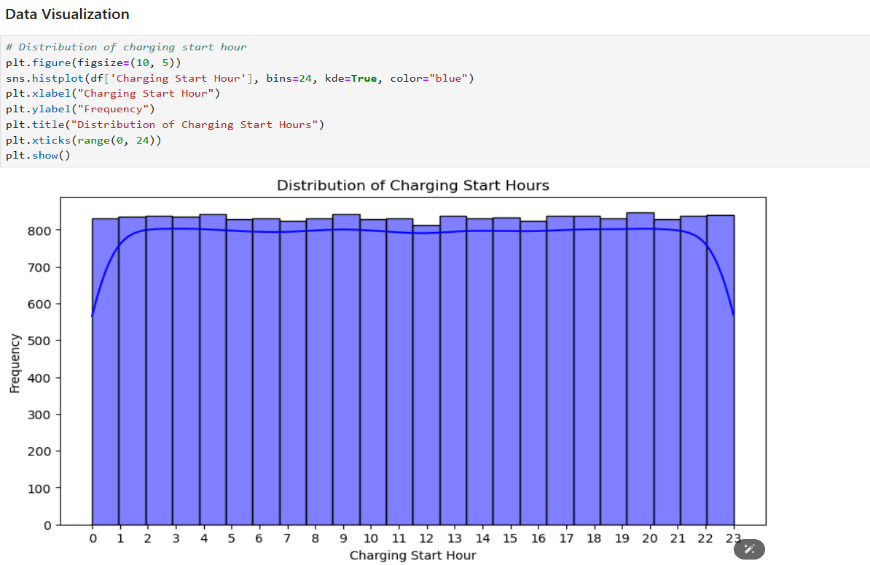 Data Visualization
# Distribution of charging start hour
plt.figure(figsize=(10, 5))
sns.histplot(df['Charging Start Hour'], bins=24, kde=True, color="blue")
plt.xlabel("Charging Start Hour")
plt.ylabel("Frequency")
plt.title("Distribution of Charging Start Hours")
plt.xticks(range(0, 24))
plt.show()
Distribution of Charging Start Hours
800
700
600
500
400
300
200
100
0
Frequency
0 1 2 3 4 5 6 7 8 9 10 11 12 13 14 15 16 17 18 19 20 21 22 23
Charging Start Hour